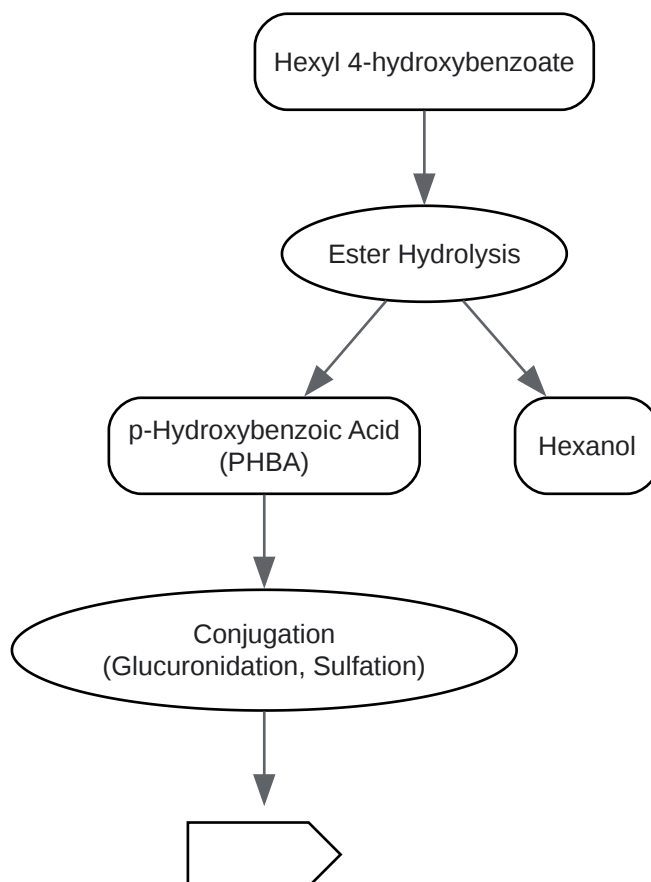 Hexyl 4-hydroxybenzoate
Ester Hydrolysis
p-Hydroxybenzoic Acid
(PHBA)
Hexanol
Conjugation
(Glucuronidation, Sulfation)